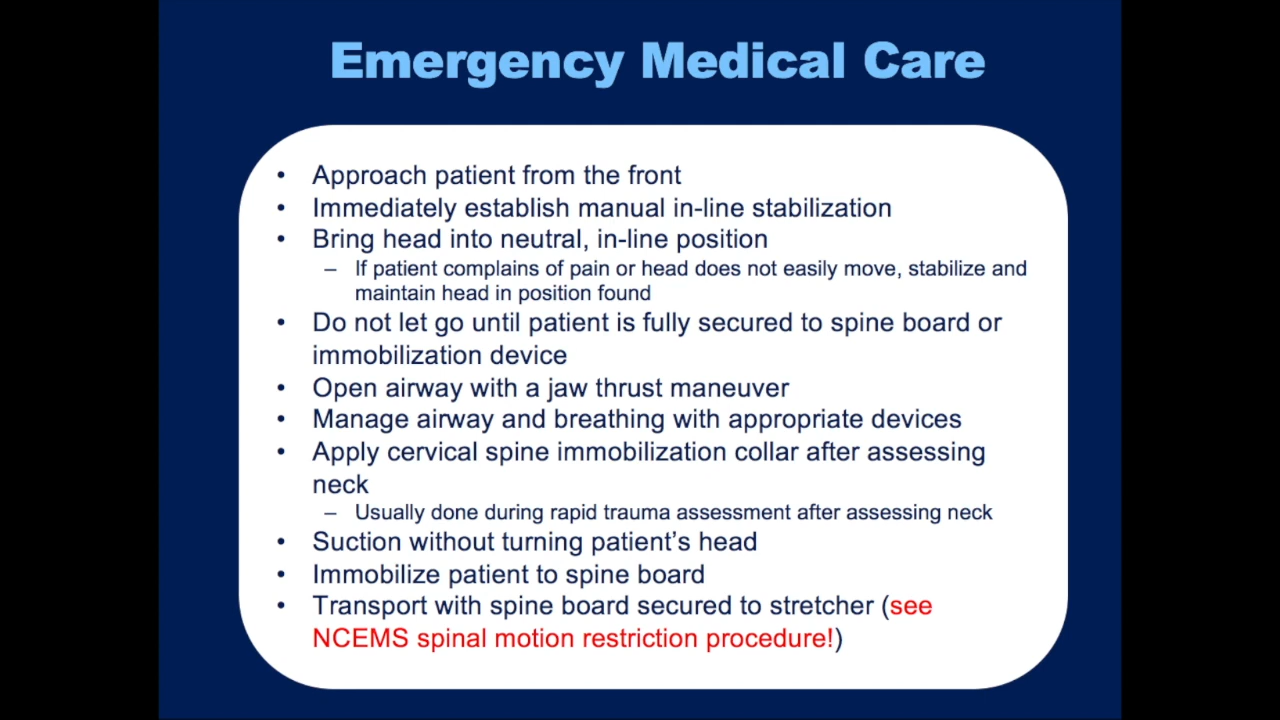 Emergency Medical Care
• Approach patient from the front
• Immediately establish manual in-line stabilization
• Bring head into neutral, in-line position
– If patient complains of pain or head does not easily move, stabilize and
maintain head in position found
• Do not let go until patient is fully secured to spine board or
immobilization device
• Open airway with a jaw thrust maneuver
• Manage airway and breathing with appropriate devices
• Apply cervical spine immobilization collar after assessing
neck
– Usually done during rapid trauma assessment after assessing neck
• Suction without turning patient’s head
• Immobilize patient to spine board
• Transport with spine board secured to stretcher (see
NCEMS spinal motion restriction procedure!)